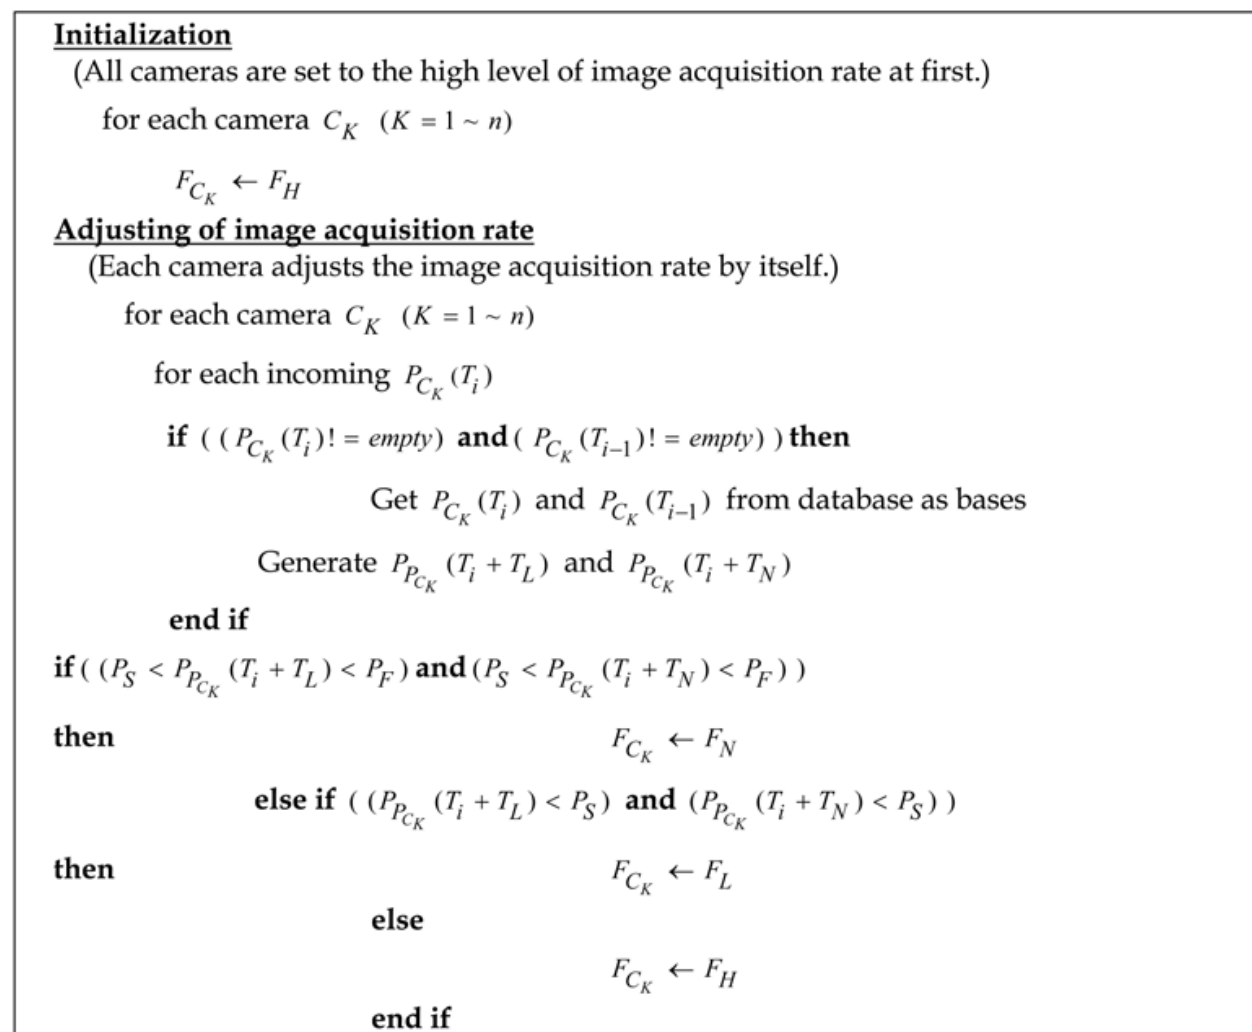 Initialization
(All cameras are set to the high level of image acquisition rate at first.)
for each camera C_K (K = 1 ~ n)
F_{C_K} ← F_H
Adjusting of image acquisition rate
(Each camera adjusts the image acquisition rate by itself.)
for each camera C_K (K = 1 ~ n)
for each incoming P_{C_K}(T_i)
if ((P_{C_K}(T_i)! = empty) and (P_{C_K}(T_{i−1})! = empty)) then
Get P_{C_K}(T_i) and P_{C_K}(T_{i−1}) from database as bases
Generate P_{P_{C_K}}(T_i + T_L) and P_{P_{C_K}}(T_i + T_N)
end if
if ((P_S < P_{P_{C_K}}(T_i + T_L) < P_F) and (P_S < P_{P_{C_K}}(T_i + T_N) < P_F))
then F_{C_K} ← F_N
else if ((P_{P_{C_K}}(T_i + T_L) < P_S) and (P_{P_{C_K}}(T_i + T_N) < P_S))
then F_{C_K} ← F_L
else
F_{C_K} ← F_H
end if